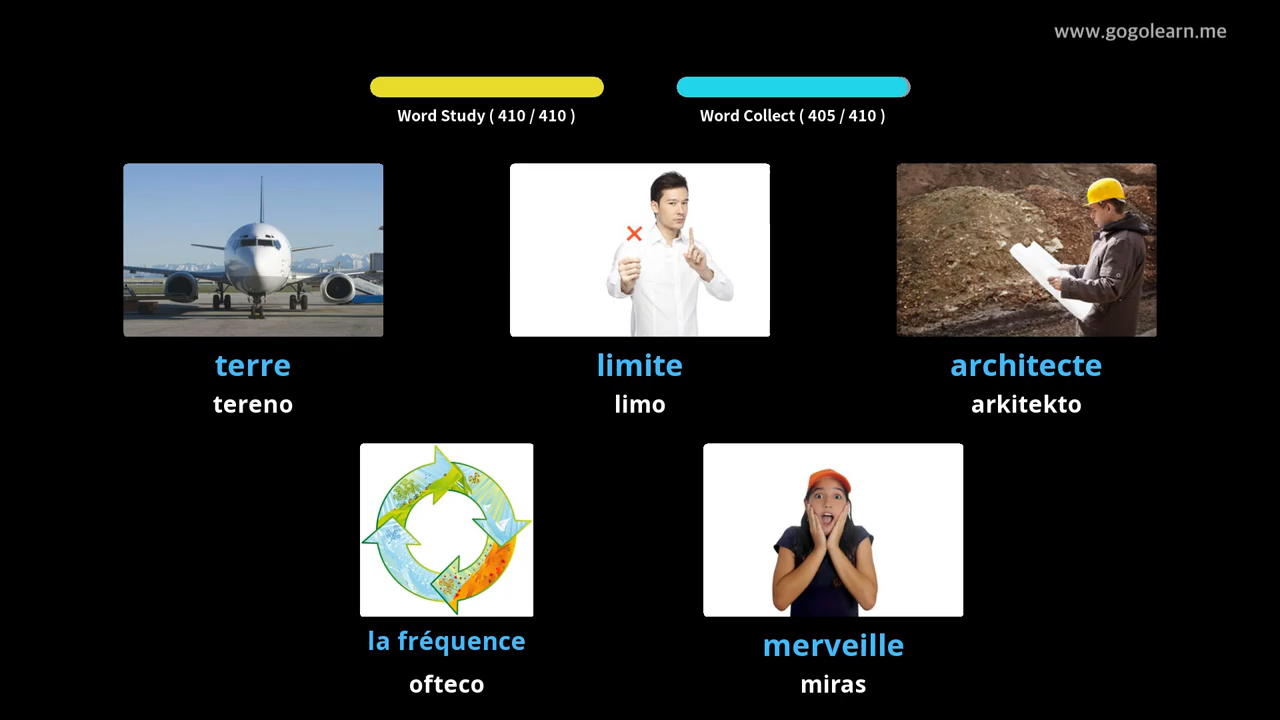 www.gogolearn.me
Word Study ( 410 / 410 )
Word Collect ( 405 / 410 )
terre
tereno
limite
limo
architecte
arkitekto
la fréquence
ofteco
merveille
miras